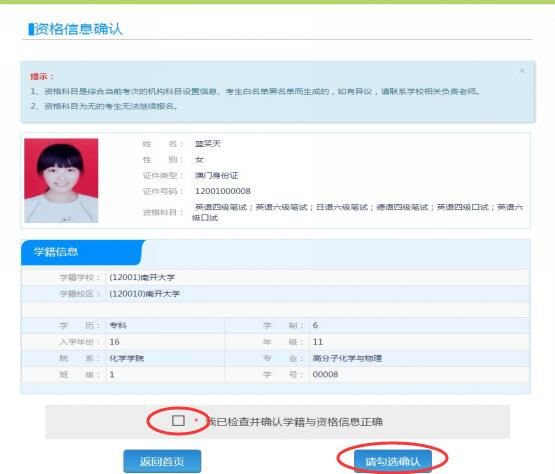 资格信息确认
提示：
1、资格科目是综合当前考次的机构科目设置信息、考生白名单黑名单而生成的，如有异议，请联系学校相关负责老师。
2、资格科目为无的考生无法继续报名。
×
姓 名： 蓝笑天
性 别： 女
证件类型： 澳门身份证
证件号码： 12001000008
资格科目： 英语四级笔试；英语六级笔试；日语六级笔试；德语四级笔试；英语四级口试；英语六
级口试
学籍信息
学籍学校： (12001)南开大学
学籍校区： (120010)南开大学
学 历： 专科 学 制： 6
入学年份： 16 年 级： 11
院 系： 化学学院 专 业： 高分子化学与物理
班 级： 1 学 号： 00008
* 我已检查并确认学籍与资格信息正确
返回首页 请勾选确认